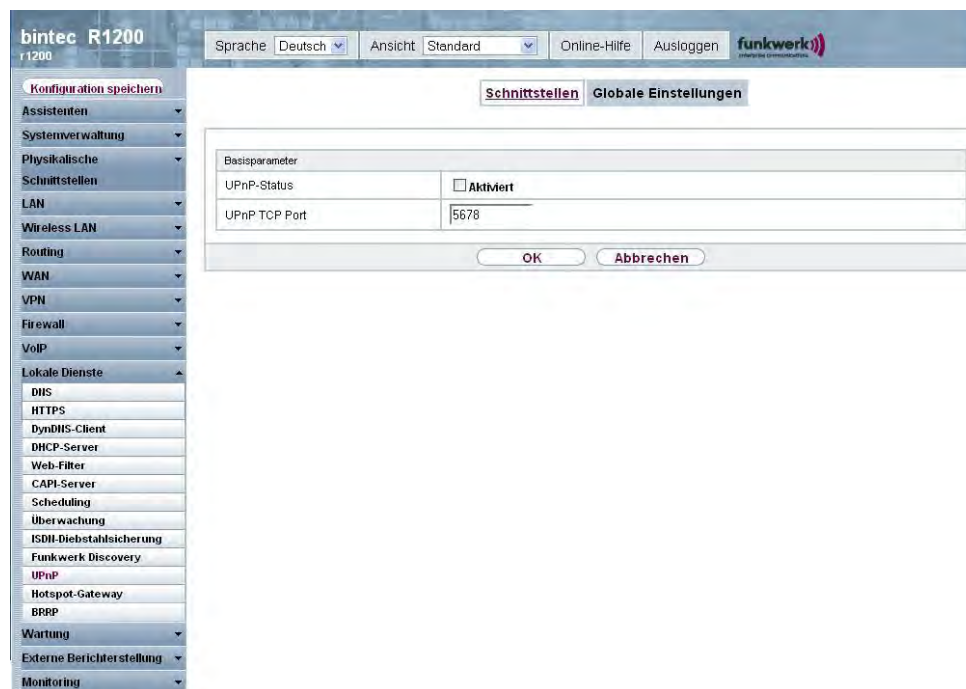 bintec R1200
r1200
Sprache Deutsch Ansicht Standard Online-Hilfe Ausloggen funkwerk
Konfiguration speichern
Assistenten
Systemverwaltung
Physikalische
Schnittstellen
LAN
Wireless LAN
Routing
WAN
VPN
Firewall
VoIP
Lokale Dienste
DNS
HTTPS
DynDNS-Client
DHCP-Server
Web-Filter
CAPI-Server
Scheduling
Überwachung
ISDN-Diebstahlsicherung
Funkwerk Discovery
UPnP
Hotspot-Gateway
BRRP
Wartung
Externe Berichterstellung
Monitoring
Schnittstellen Globale Einstellungen
Basisparameter
UPnP-Status Aktiviert
UPnP TCP Port 5678
OK Abbrechen